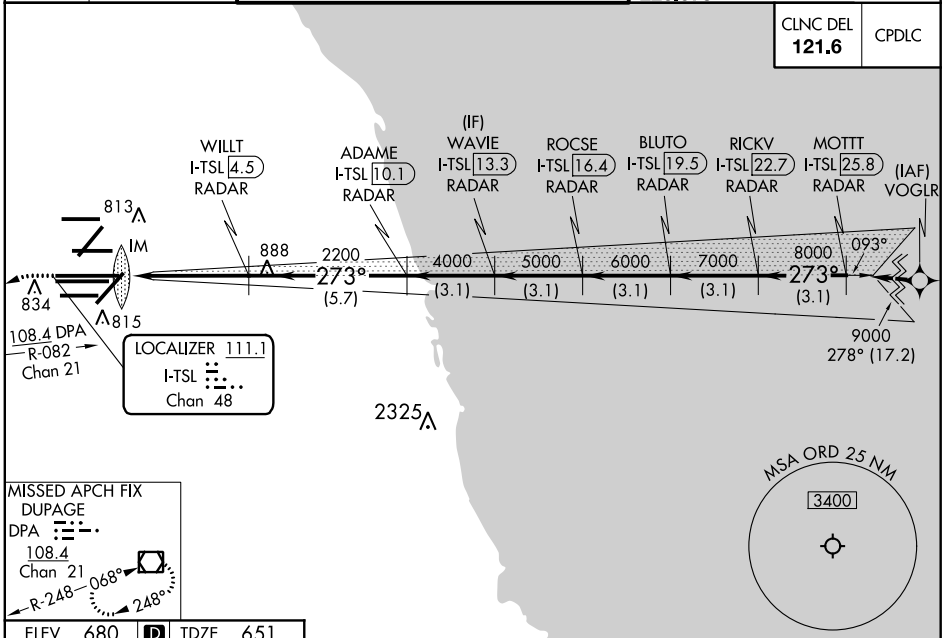 CLNC DEL
121.6
CPDLC
(IF)
WILLT
I-TSL 4.5
RADAR
ADAME
I-TSL 10.1
RADAR
WAVIE
I-TSL 13.3
RADAR
ROCSE
I-TSL 16.4
RADAR
BLUTO
I-TSL 19.5
RADAR
RICKV
I-TSL 22.7
RADAR
MOTTT
I-TSL 25.8
RADAR
(IAF)
VOGLR
813
IM
888
2200
4000
5000
6000
7000
8000
093°
273°
273°
(5.7)
(3.1)
(3.1)
(3.1)
(3.1)
(3.1)
834
815
9000
278° (17.2)
108.4 DPA
R-082
Chan 21
LOCALIZER 111.1
I-TSL
Chan 48
2325
MSA ORD 25 NM
3400
MISSED APCH FIX
DUPAGE
DPA
108.4
Chan 21
R-248
068°
248°
ELEV 680 D TDZE 651